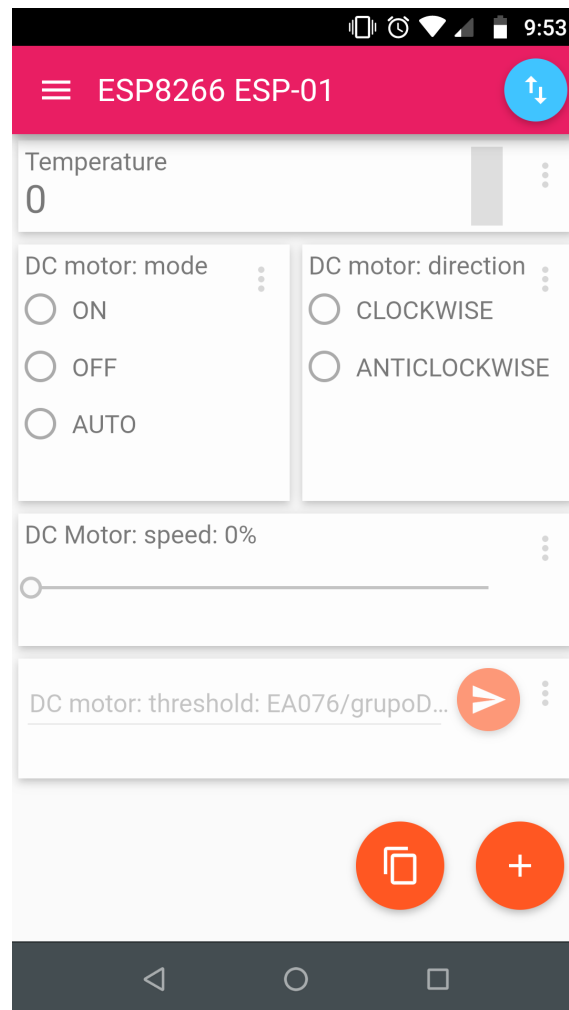 9:53
ESP8266 ESP-01
Temperature
0
DC motor: mode
ON
OFF
AUTO
DC motor: direction
CLOCKWISE
ANTICLOCKWISE
DC Motor: speed: 0%
DC motor: threshold: EA076/grupoD...